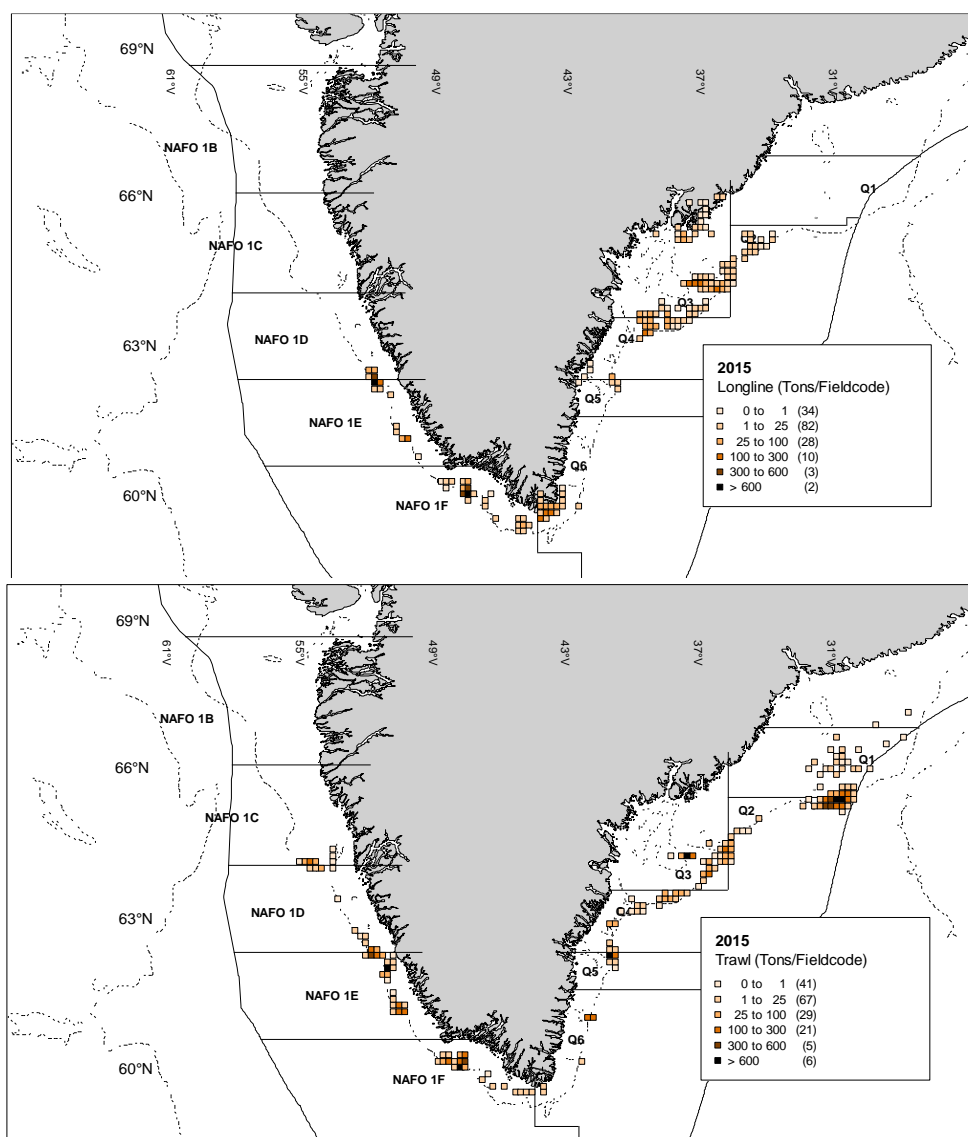 69°N
61°V
55°V
49°V
43°V
37°V
31°V
NAFO 1B
66°N
Q1
NAFO 1C
Q3
63°N
NAFO 1D
Q4
NAFO 1E
Q5
Q6
60°N
NAFO 1F
2015
Longline (Tons/Fieldcode)
0 to 1 (34)
1 to 25 (82)
25 to 100 (28)
100 to 300 (10)
300 to 600 (3)
> 600 (2)
69°N
61°V
55°V
49°V
43°V
37°V
31°V
NAFO 1B
66°N
Q1
NAFO 1C
Q2
Q3
63°N
NAFO 1D
NAFO 1E
Q5
Q6
60°N
NAFO 1F
2015
Trawl (Tons/Fieldcode)
0 to 1 (41)
1 to 25 (67)
25 to 100 (29)
100 to 300 (21)
300 to 600 (5)
> 600 (6)